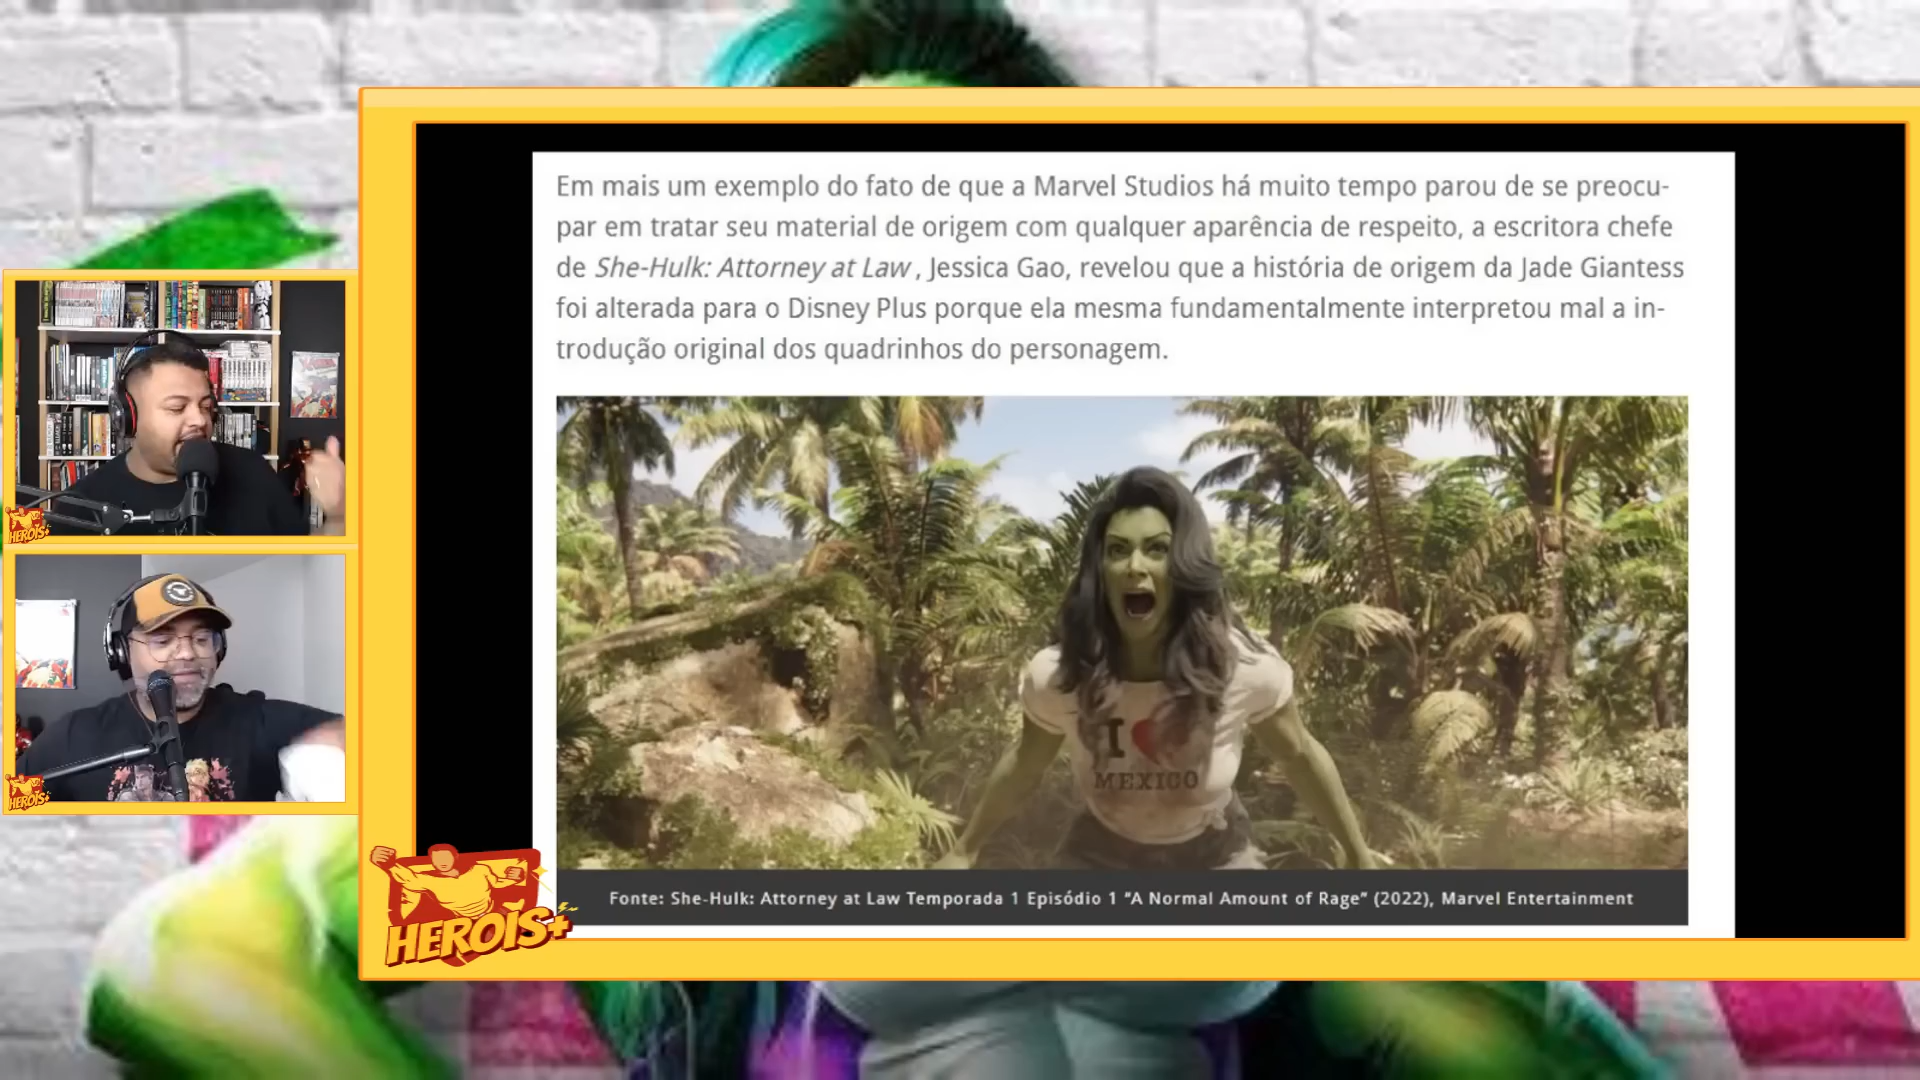 Em mais um exemplo do fato de que a Marvel Studios há muito tempo parou de se preocu-
par em tratar seu material de origem com qualquer aparência de respeito, a escritora chefe
de She-Hulk: Attorney at Law , Jessica Gao, revelou que a história de origem da Jade Giantess
foi alterada para o Disney Plus porque ela mesma fundamentalmente interpretou mal a in-
trodução original dos quadrinhos do personagem.
I
MEXICO
Fonte: She-Hulk: Attorney at Law Temporada 1 Episódio 1 “A Normal Amount of Rage” (2022), Marvel Entertainment
HEROIS+
HEROIS+
HEROIS+